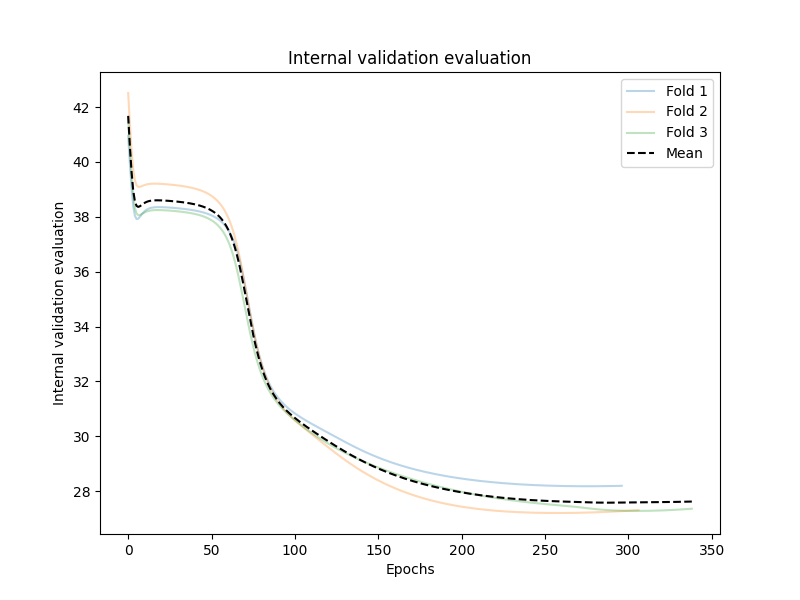 Internal validation evaluation
Fold 1
Fold 2
Fold 3
Mean
Internal validation evaluation
42
40
38
36
34
32
30
28
0 50 100 150 200 250 300 350
Epochs